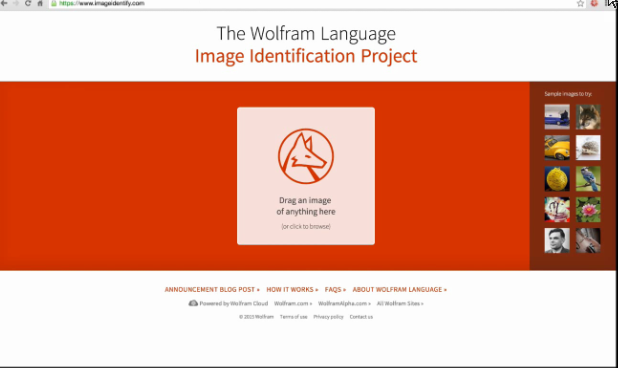 https://www.imageidentify.com
The Wolfram Language
Image Identification Project
Sample images to try:
Drag an image
of anything here
(or click to browse)
ANNOUNCEMENT BLOG POST » HOW IT WORKS » FAQS » ABOUT WOLFRAM LANGUAGE »
Powered by Wolfram Cloud Wolfram.com » WolframAlpha.com » All Wolfram Sites »
© 2015 Wolfram Terms of use Privacy policy Contact us